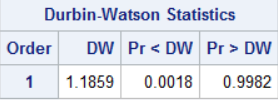 Durbin-Watson Statistics
Order DW Pr < DW Pr > DW
1 1.1859 0.0018 0.9982